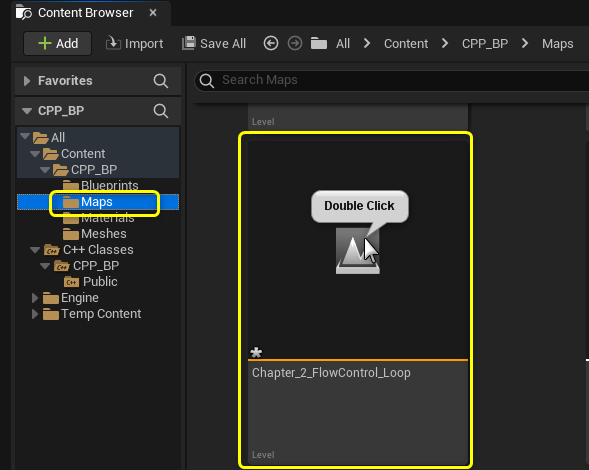 Content Browser ×
Add Import Save All All Content CPP_BP Maps
Favorites
Search Maps
CPP_BP
Level
All
Content
CPP_BP
Blueprints
Maps
Materials
Meshes
C++ Classes
CPP_BP
Public
Engine
Temp Content
Double Click
Chapter_2_FlowControl_Loop
Level